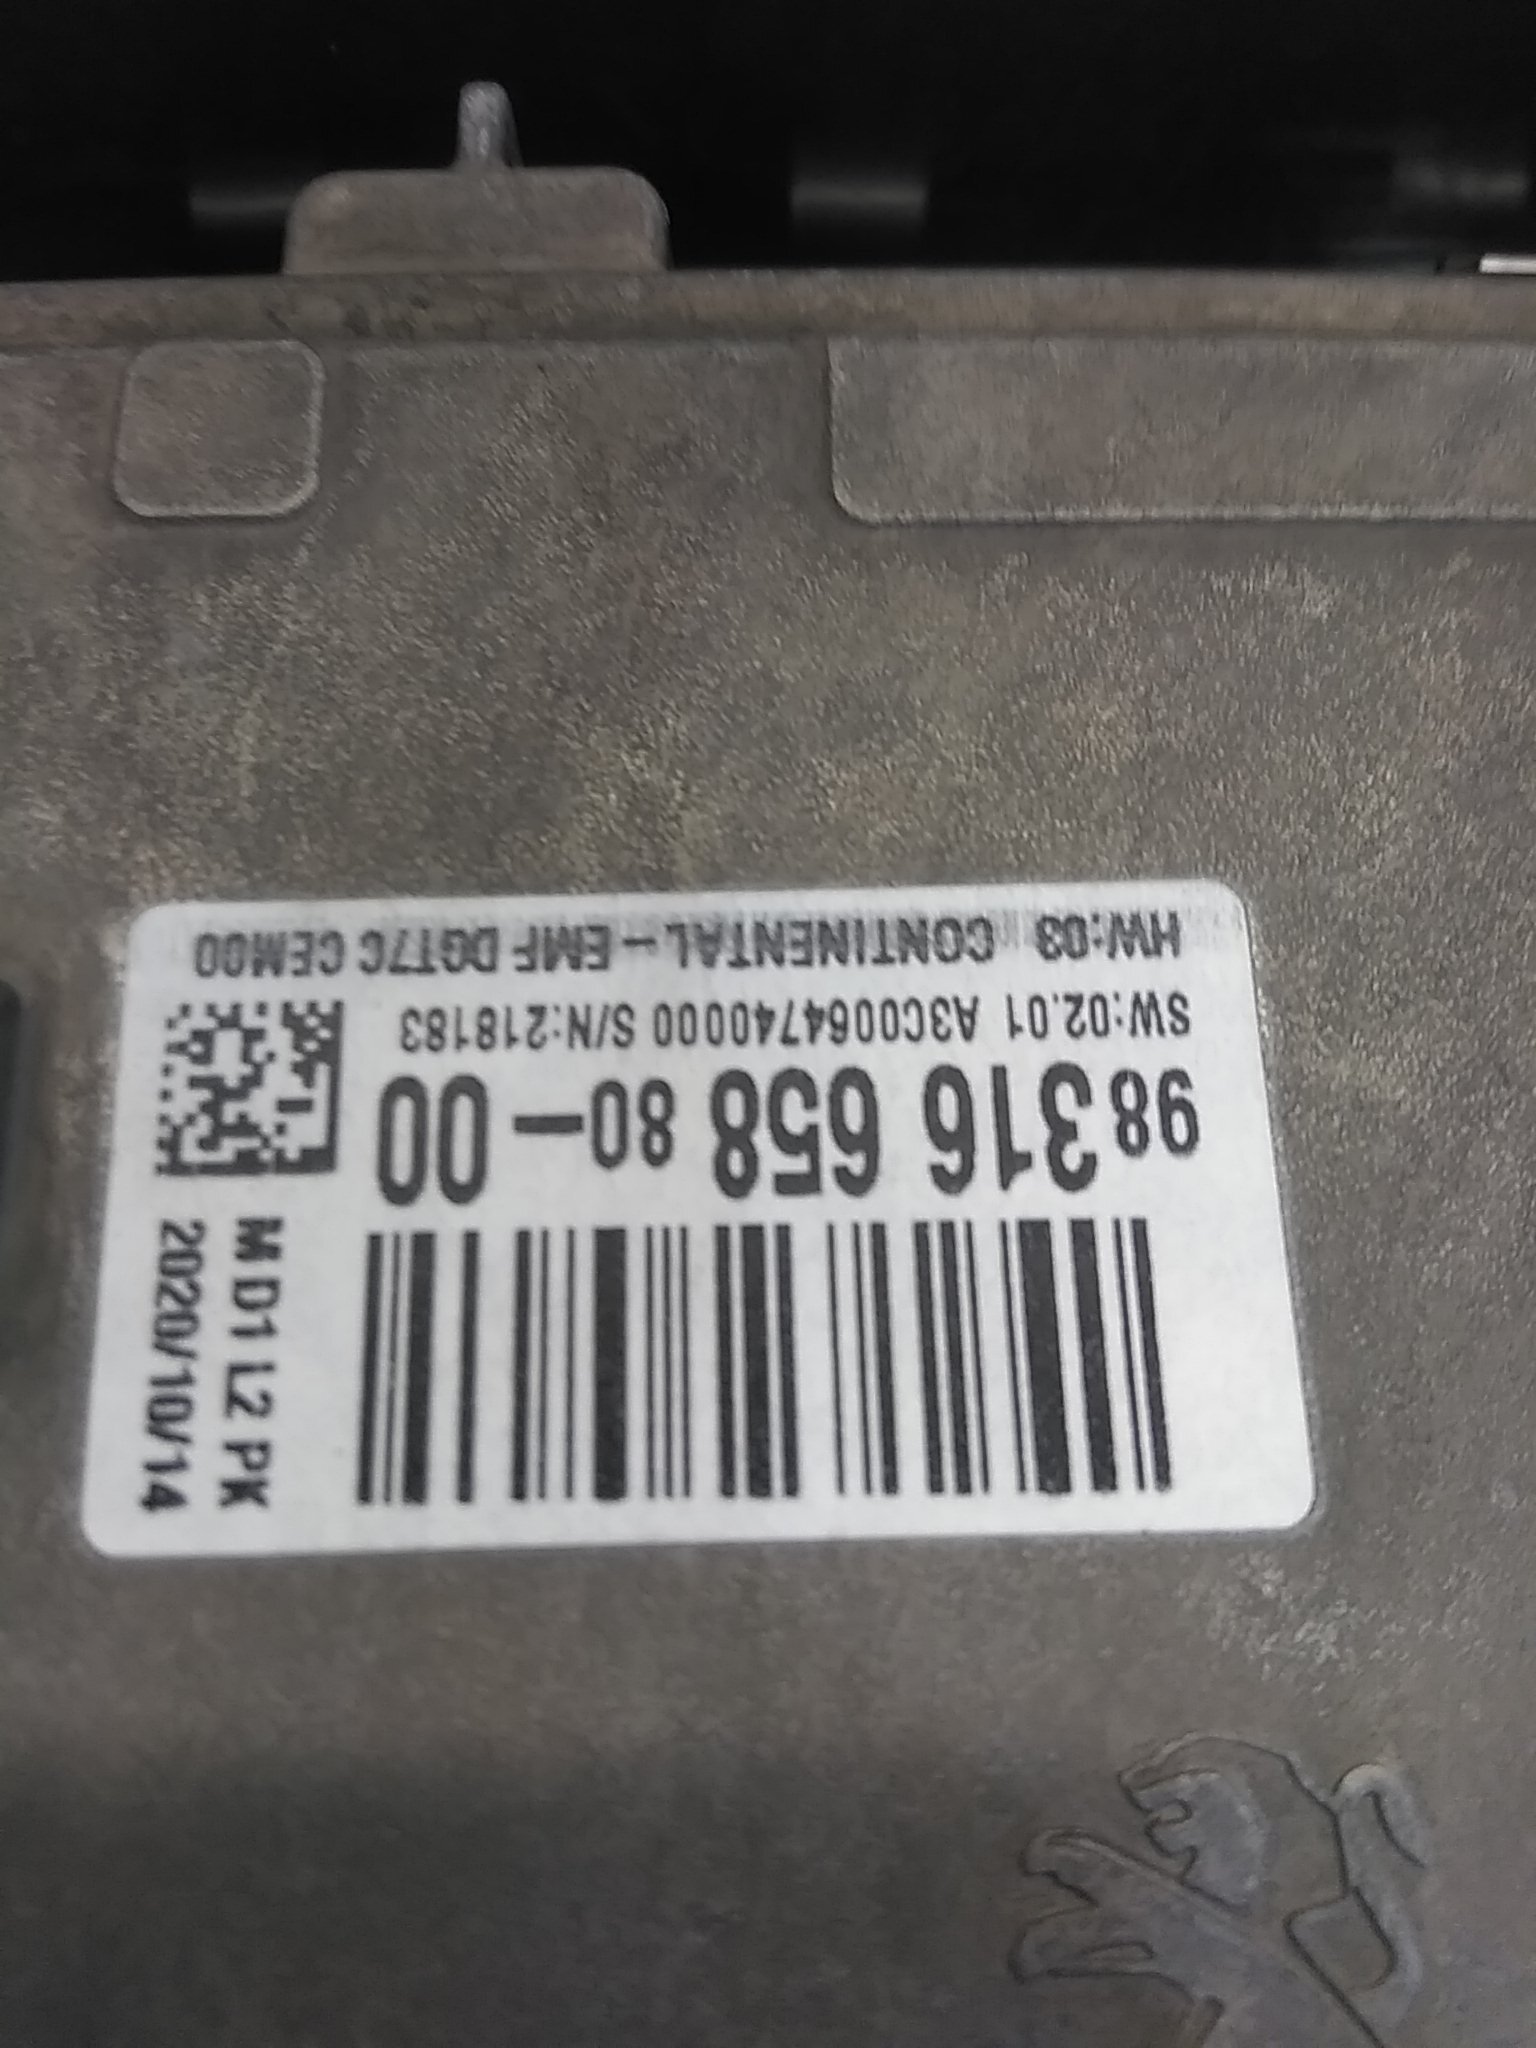 HW:03 CONTINENTAL - EMF DGT7C CEM00
SW:02.01 A3C0064740000 S/N:218183
98 316 658 80-00
M D1 L2 PK
2020/10/14